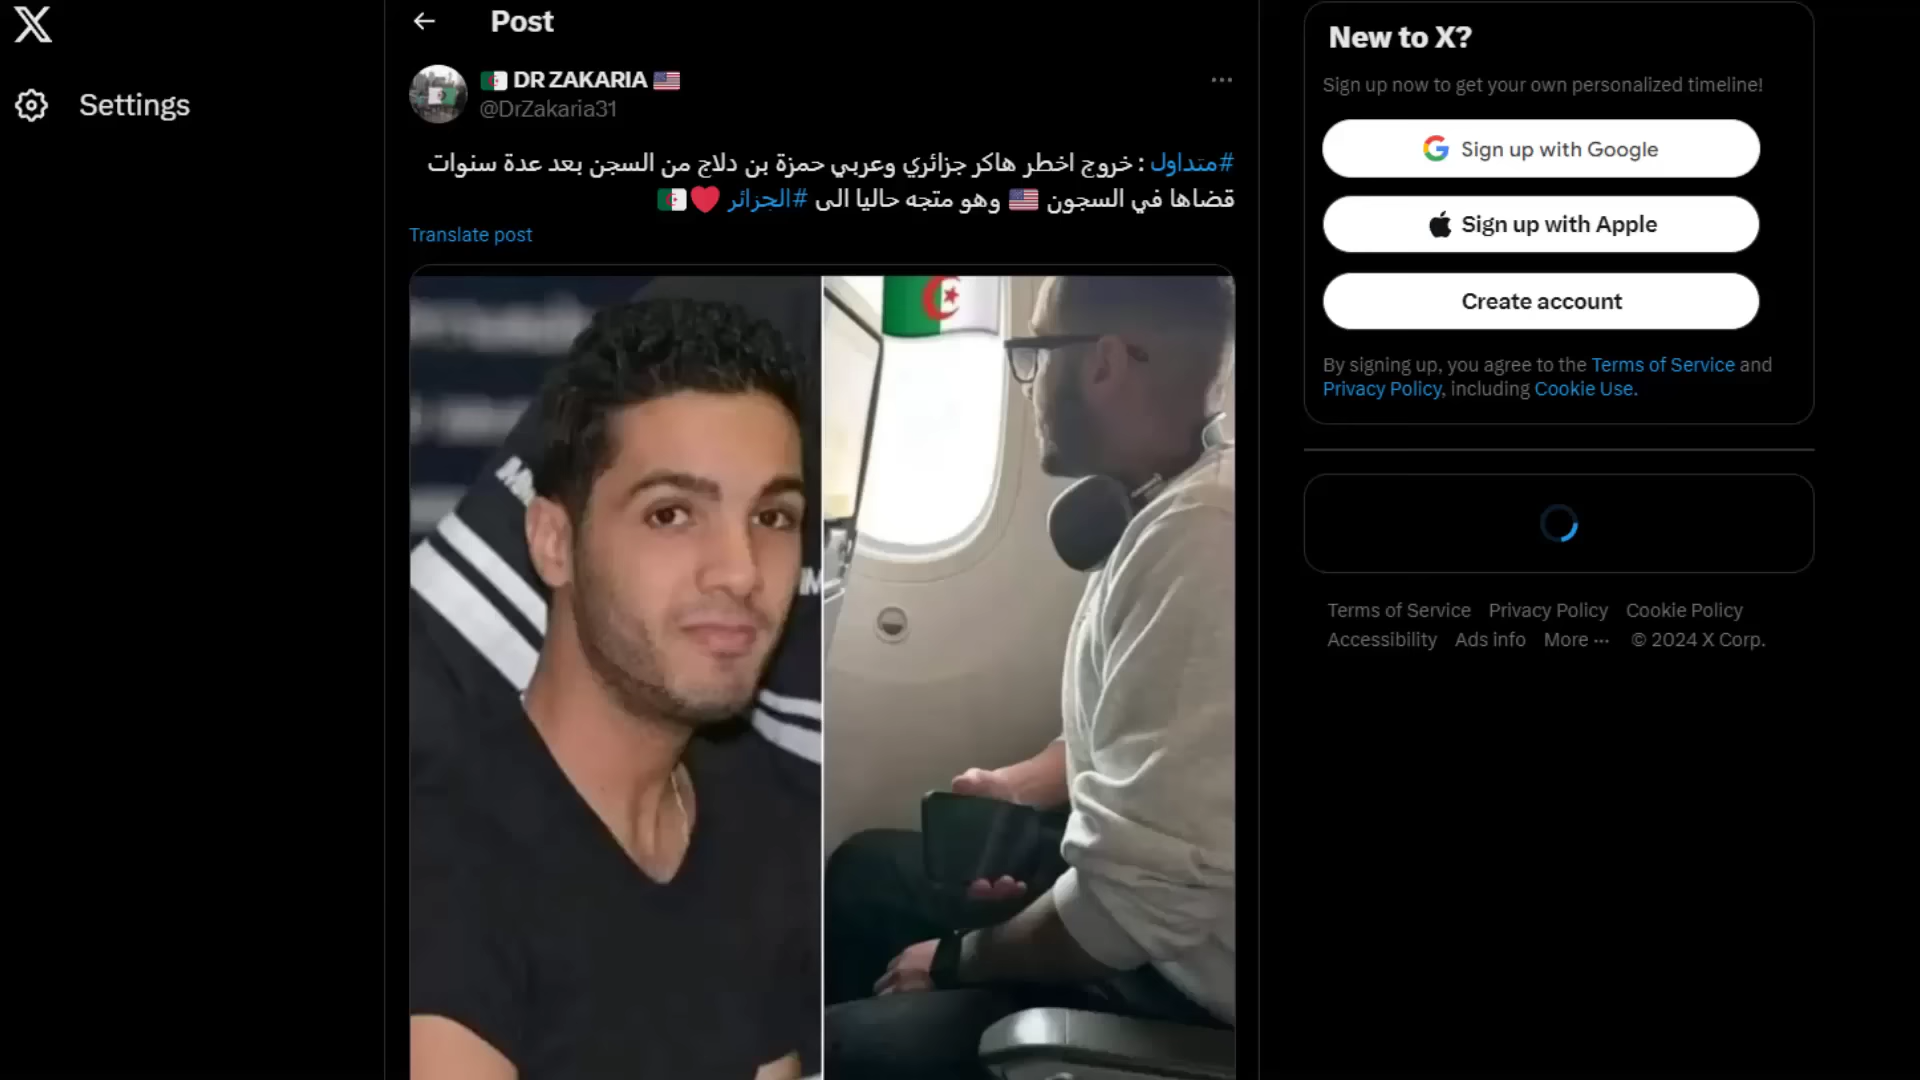 X
Settings
Post
🇩🇿 DR ZAKARIA 🇺🇸
@DrZakaria31
#متداول : خروج اخطر هاكر جزائري وعربي حمزة بن دلاج من السجن بعد عدة سنوات
قضاها في السجون 🇺🇸 وهو متجه حاليا الى #الجزائر ❤️🇩🇿
Translate post
New to X?
Sign up now to get your own personalized timeline!
Sign up with Google
Sign up with Apple
Create account
By signing up, you agree to the Terms of Service and
Privacy Policy, including Cookie Use.
Terms of Service Privacy Policy Cookie Policy
Accessibility Ads info More ··· © 2024 X Corp.